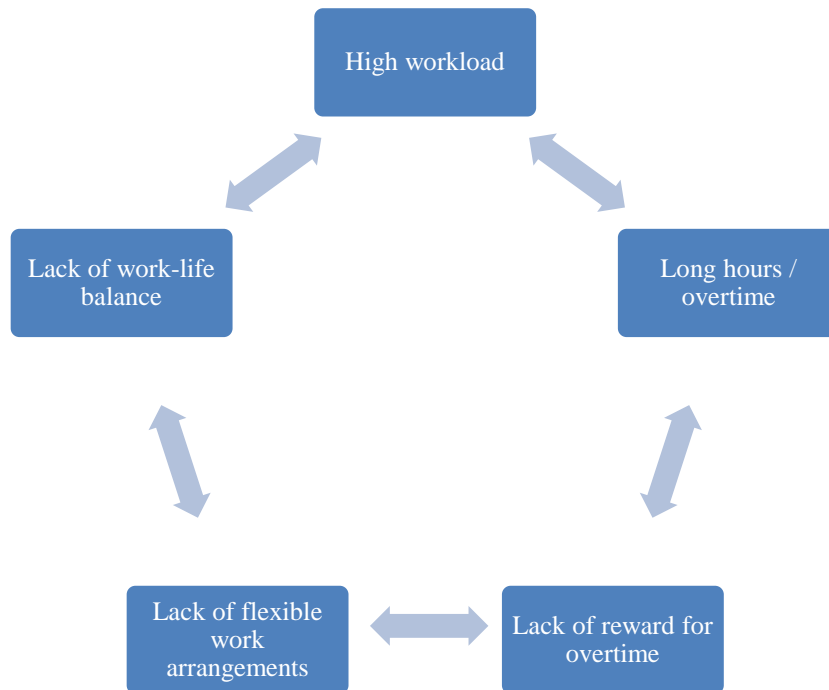 High workload
Lack of work-life
balance
Long hours /
overtime
Lack of flexible
work
arrangements
Lack of reward for
overtime